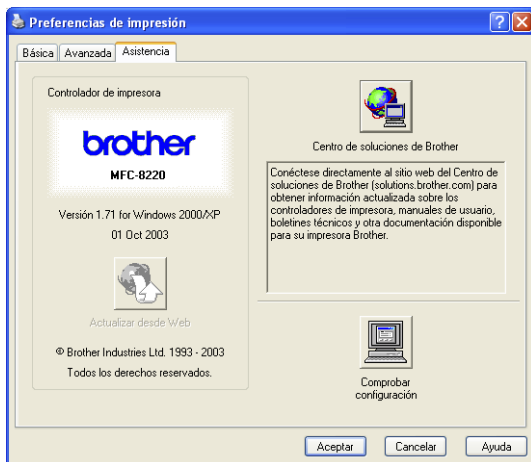 Preferencias de impresión
Básica Avanzada Asistencia
Controlador de impresora
brother
MFC-8220
Versión 1.71 for Windows 2000/XP
01 Oct 2003
Actualizar desde Web
© Brother Industries Ltd. 1993 - 2003
Todos los derechos reservados.
Centro de soluciones de Brother
Conéctese directamente al sitio web del Centro de
soluciones de Brother (solutions.brother.com) para
obtener información actualizada sobre los
controladores de impresora, manuales de usuario,
boletines técnicos y otra documentación disponible
para su impresora Brother.
Comprobar
configuración
Aceptar Cancelar Ayuda